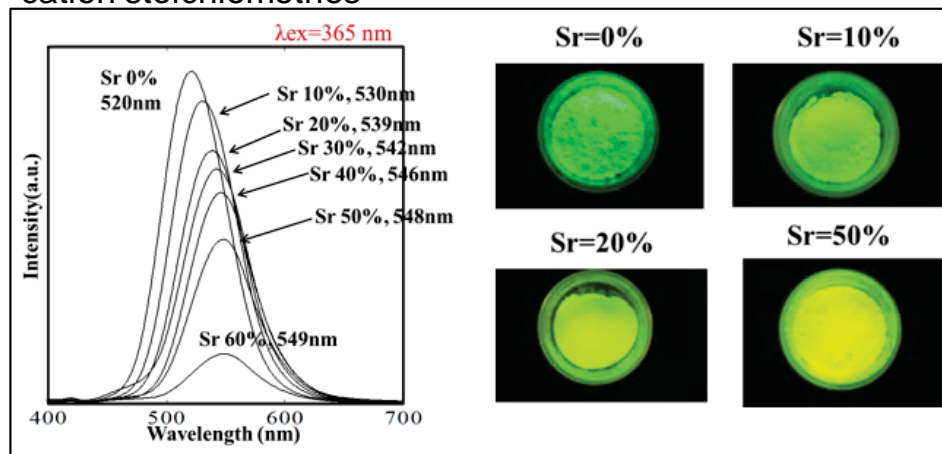 cation stoichiometries
λex=365 nm
Sr 0%
520nm
Sr 10%, 530nm
Sr 20%, 539nm
Sr 30%, 542nm
Sr 40%, 546nm
Sr 50%, 548nm
Sr 60%, 549nm
Intensity(a.u.)
400
500
600
700
Wavelength (nm)
Sr=0%
Sr=10%
Sr=20%
Sr=50%